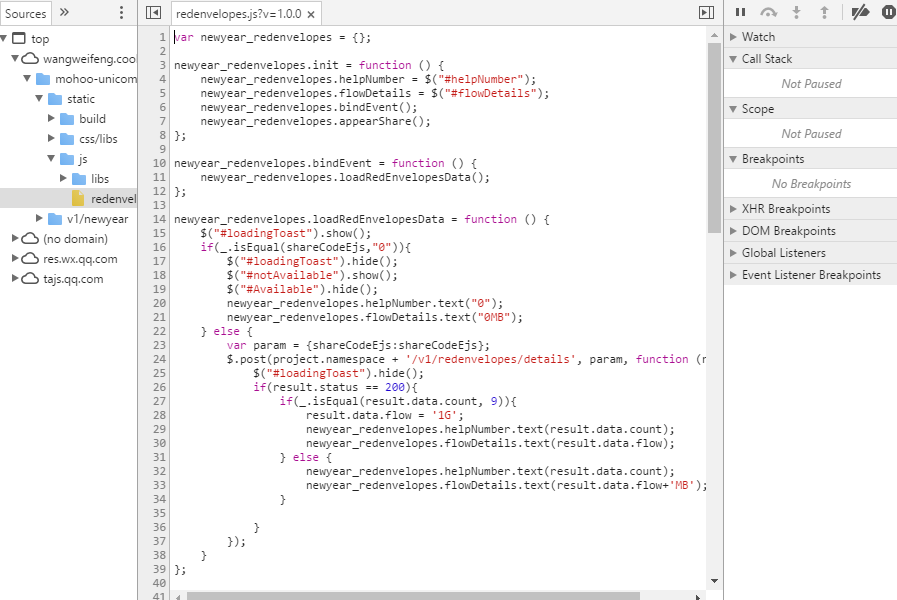 Sources »
top
wangweifeng.cool
mohoo-unicom
static
build
css/libs
js
libs
redenvel
v1/newyear
(no domain)
res.wx.qq.com
tajs.qq.com
redenvelopes.js?v=1.0.0 ×
1 var newyear_redenvelopes = {};
2
3 newyear_redenvelopes.init = function () {
4     newyear_redenvelopes.helpNumber = $("#helpNumber");
5     newyear_redenvelopes.flowDetails = $("#flowDetails");
6     newyear_redenvelopes.bindEvent();
7     newyear_redenvelopes.appearShare();
8 };
9
10 newyear_redenvelopes.bindEvent = function () {
11     newyear_redenvelopes.loadRedEnvelopesData();
12 };
13
14 newyear_redenvelopes.loadRedEnvelopesData = function () {
15     $("#loadingToast").show();
16     if(_.isEqual(shareCodeEjs,"0")){
17         $("#loadingToast").hide();
18         $("#notAvailable").show();
19         $("#Available").hide();
20         newyear_redenvelopes.helpNumber.text("0");
21         newyear_redenvelopes.flowDetails.text("0MB");
22     } else {
23         var param = {shareCodeEjs:shareCodeEjs};
24         $.post(project.namespace + '/v1/redenvelopes/details', param, function (r
25             $("#loadingToast").hide();
26             if(result.status == 200){
27                 if(_.isEqual(result.data.count, 9)){
28                     result.data.flow = '1G';
29                     newyear_redenvelopes.helpNumber.text(result.data.count);
30                     newyear_redenvelopes.flowDetails.text(result.data.flow);
31                 } else {
32                     newyear_redenvelopes.helpNumber.text(result.data.count);
33                     newyear_redenvelopes.flowDetails.text(result.data.flow+'MB');
34                 }
35
36             }
37         });
38     }
39 };
40
41
Watch
Call Stack
Not Paused
Scope
Not Paused
Breakpoints
No Breakpoints
XHR Breakpoints
DOM Breakpoints
Global Listeners
Event Listener Breakpoints